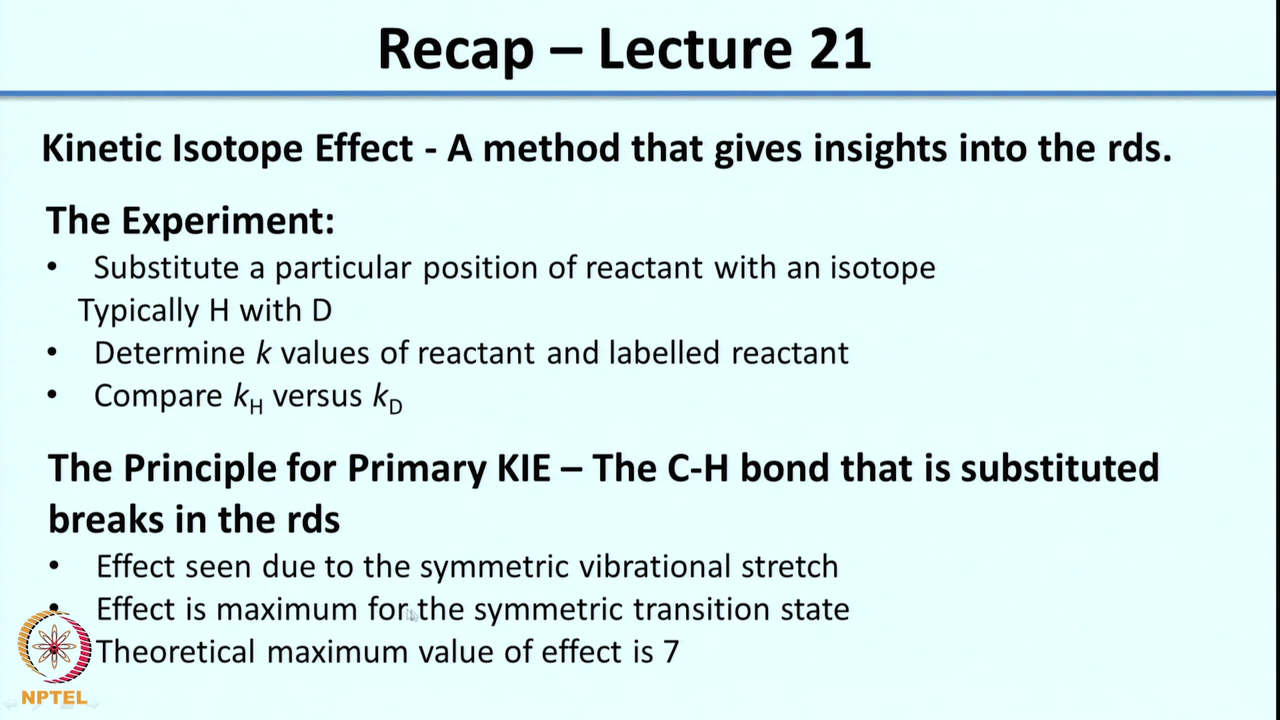 Recap – Lecture 21
Kinetic Isotope Effect - A method that gives insights into the rds.
The Experiment:
• Substitute a particular position of reactant with an isotope
Typically H with D
• Determine k values of reactant and labelled reactant
• Compare kH versus kD
The Principle for Primary KIE – The C-H bond that is substituted
breaks in the rds
• Effect seen due to the symmetric vibrational stretch
• Effect is maximum for the symmetric transition state
Theoretical maximum value of effect is 7
NPTEL